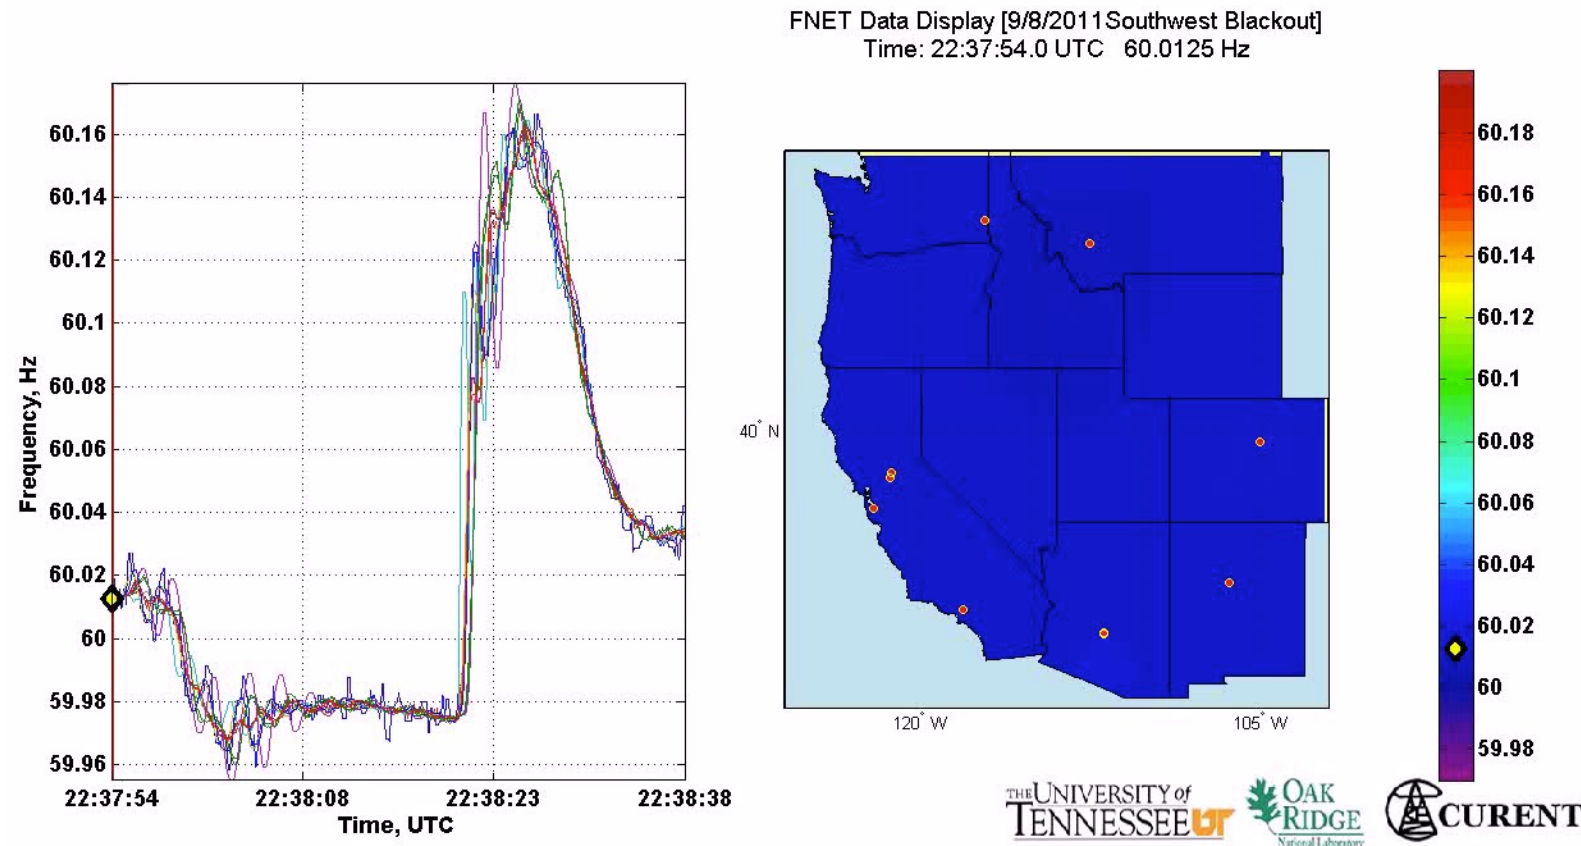 FNET Data Display [9/8/2011Southwest Blackout]
Time: 22:37:54.0 UTC   60.0125 Hz
60.16
60.14
60.12
60.1
60.08
60.06
60.04
60.02
60
59.98
59.96
Frequency, Hz
22:37:54
22:38:08
22:38:23
22:38:38
Time, UTC
40° N
120° W
105° W
60.18
60.16
60.14
60.12
60.1
60.08
60.06
60.04
60.02
60
59.98
THE UNIVERSITY of
TENNESSEE UT
OAK
RIDGE
National Laboratory
CURENT